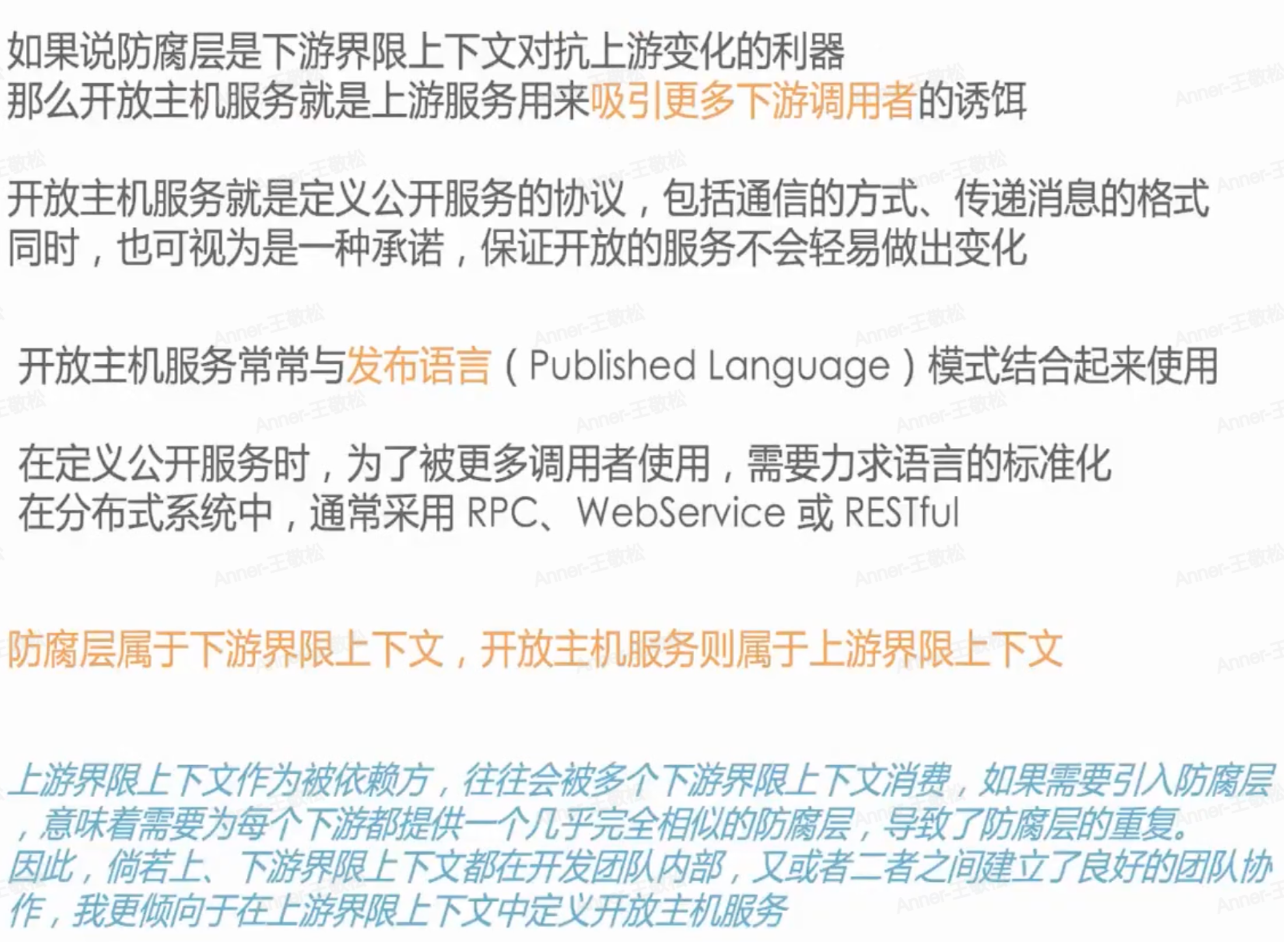 如果说防腐层是下游界限上下文对抗上游变化的利器
那么开放主机服务就是上游服务用来吸引更多下游调用者的诱饵
开放主机服务就是定义公开服务的协议，包括通信的方式、传递消息的格式
同时，也可视为是一种承诺，保证开放的服务不会轻易做出变化
开放主机服务常常与发布语言（Published Language）模式结合起来使用
在定义公开服务时，为了被更多调用者使用，需要力求语言的标准化
在分布式系统中，通常采用 RPC、WebService 或 RESTful
防腐层属于下游界限上下文，开放主机服务则属于上游界限上下文
上游界限上下文作为被依赖方，往往会被多个下游界限上下文消费，如果需要引入防腐层
，意味着需要为每个下游都提供一个几乎完全相似的防腐层，导致了防腐层的重复。
因此，倘若上、下游界限上下文都在开发团队内部，又或者二者之间建立了良好的团队协
作，我更倾向于在上游界限上下文中定义开放主机服务
Anner-王敬松